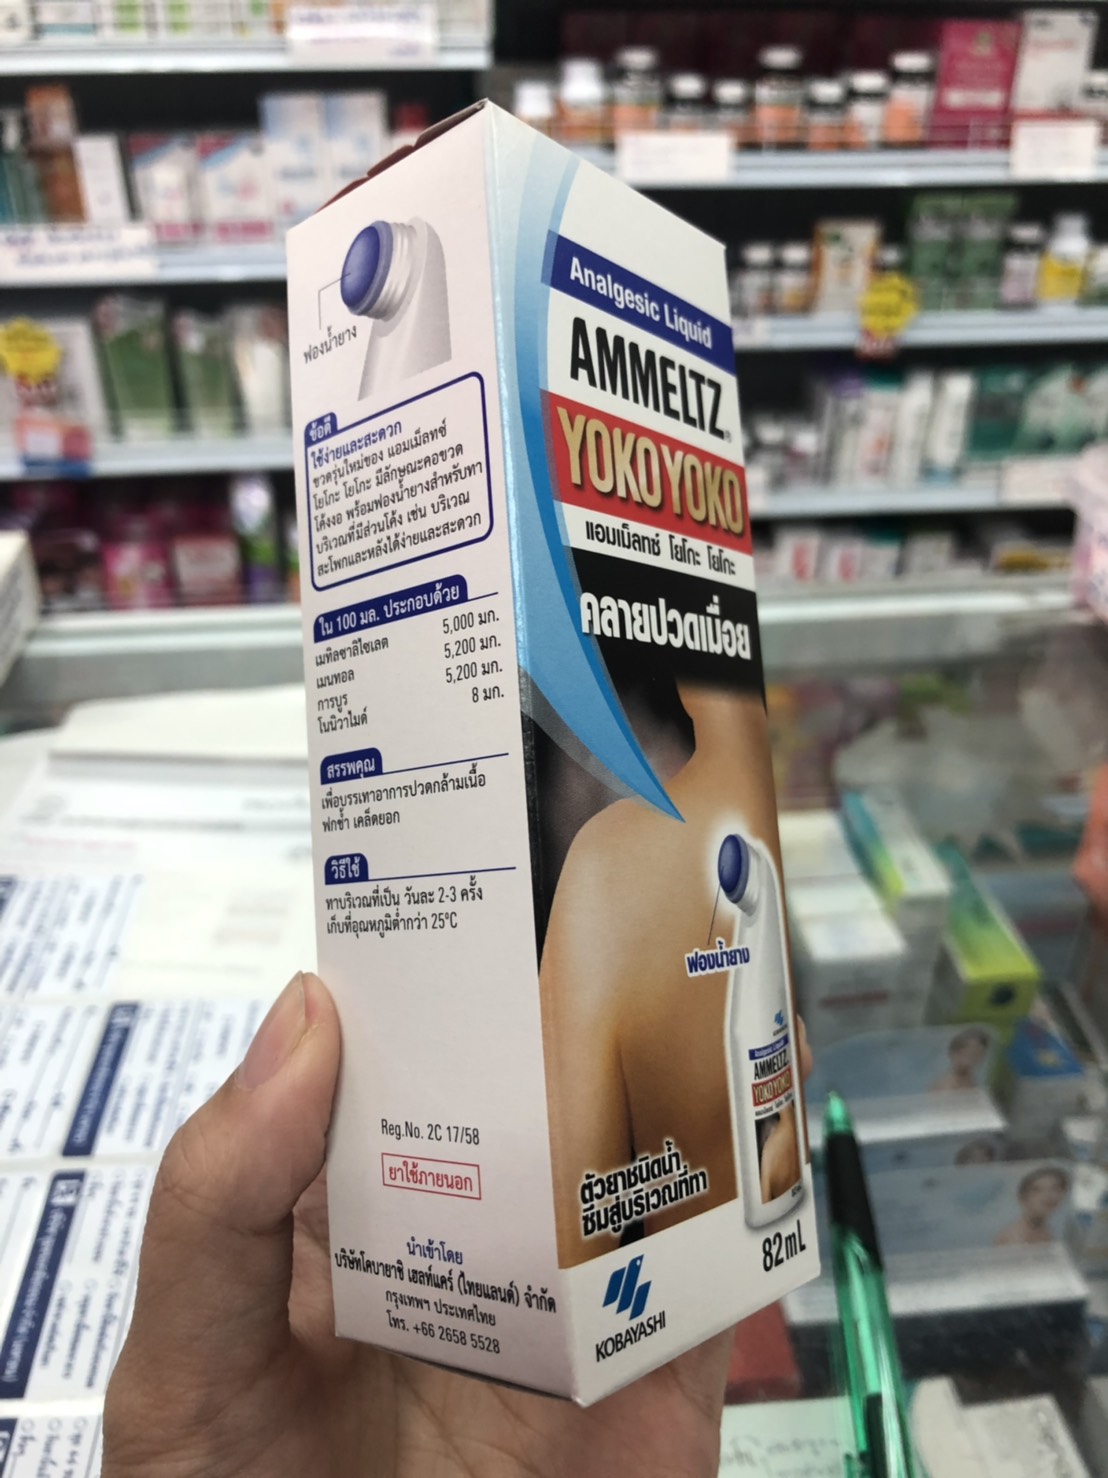 ฟองน้ำยาง
ข้อดี
ใช้ง่ายและสะดวก
ขวดรุ่นใหม่ของ แอมเม็ลทซ์
โยโกะ โยโกะ มีลักษณะคอขวด
โค้งงอ พร้อมฟองน้ำยางสำหรับทา
บริเวณที่มีส่วนโค้ง เช่น บริเวณ
สะโพกและหลังได้ง่ายและสะดวก
ใน 100 มล. ประกอบด้วย
เมทิลซาลิไซเลต 5,000 มก.
เมนทอล 5,200 มก.
การบูร 5,200 มก.
โนนิวาไมด์ 8 มก.
สรรพคุณ
เพื่อบรรเทาอาการปวดกล้ามเนื้อ
ฟกช้ำ เคล็ดยอก
วิธีใช้
ทาบริเวณที่เป็น วันละ 2-3 ครั้ง
เก็บที่อุณหภูมิต่ำกว่า 25°C
Reg.No. 2C 17/58
ยาใช้ภายนอก
นำเข้าโดย
บริษัทโคบายาชิ เฮลท์แคร์ (ไทยแลนด์) จำกัด
กรุงเทพฯ ประเทศไทย
โทร. +66 2658 5528
Analgesic Liquid
AMMELTZ®
YOKO YOKO
แอมเม็ลทซ์ โยโกะ โยโกะ
คลายปวดเมื่อย
ฟองน้ำยาง
Analgesic Liquid
AMMELTZ
YOKOYOKO
ตัวยาชนิดน้ำ
ซึมสู่บริเวณที่ทา
82mL
KOBAYASHI